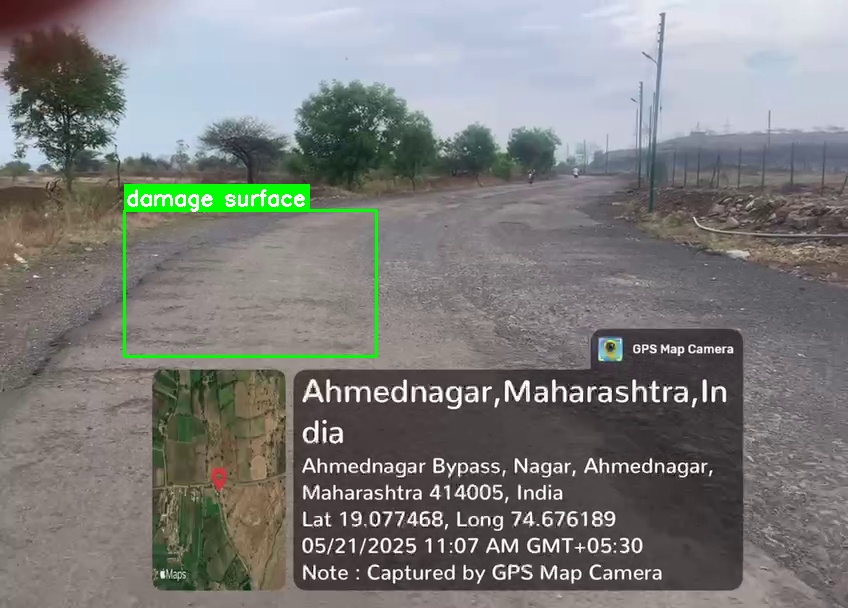 damage surface
GPS Map Camera
Ahmednagar,Maharashtra,In
dia
Ahmednagar Bypass, Nagar, Ahmednagar,
Maharashtra 414005, India
Lat 19.077468, Long 74.676189
05/21/2025 11:07 AM GMT+05:30
Note : Captured by GPS Map Camera
Maps